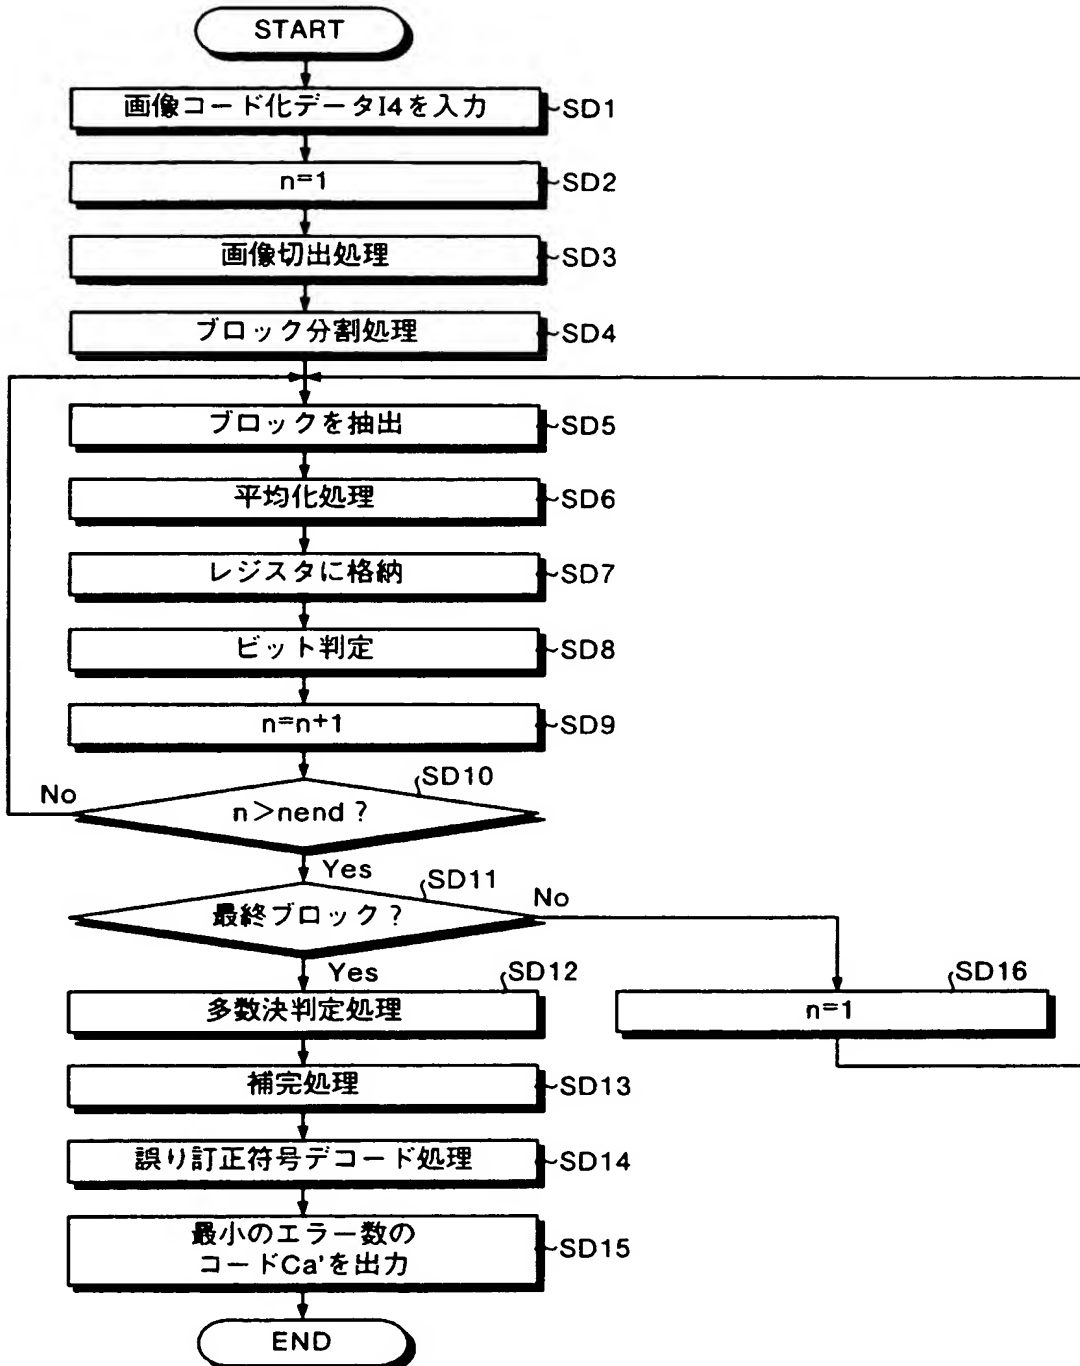 START
画像コード化データI4を入力
SD1
n=1
SD2
画像切出処理
SD3
ブロック分割処理
SD4
ブロックを抽出
SD5
平均化処理
SD6
レジスタに格納
SD7
ビット判定
SD8
n=n+1
SD9
SD10
No
n>nend ?
Yes
SD11
No
最終ブロック?
Yes
SD12
多数決判定処理
SD16
n=1
補完処理
SD13
誤り訂正符号デコード処理
SD14
最小のエラー数の
コードCa'を出力
SD15
END